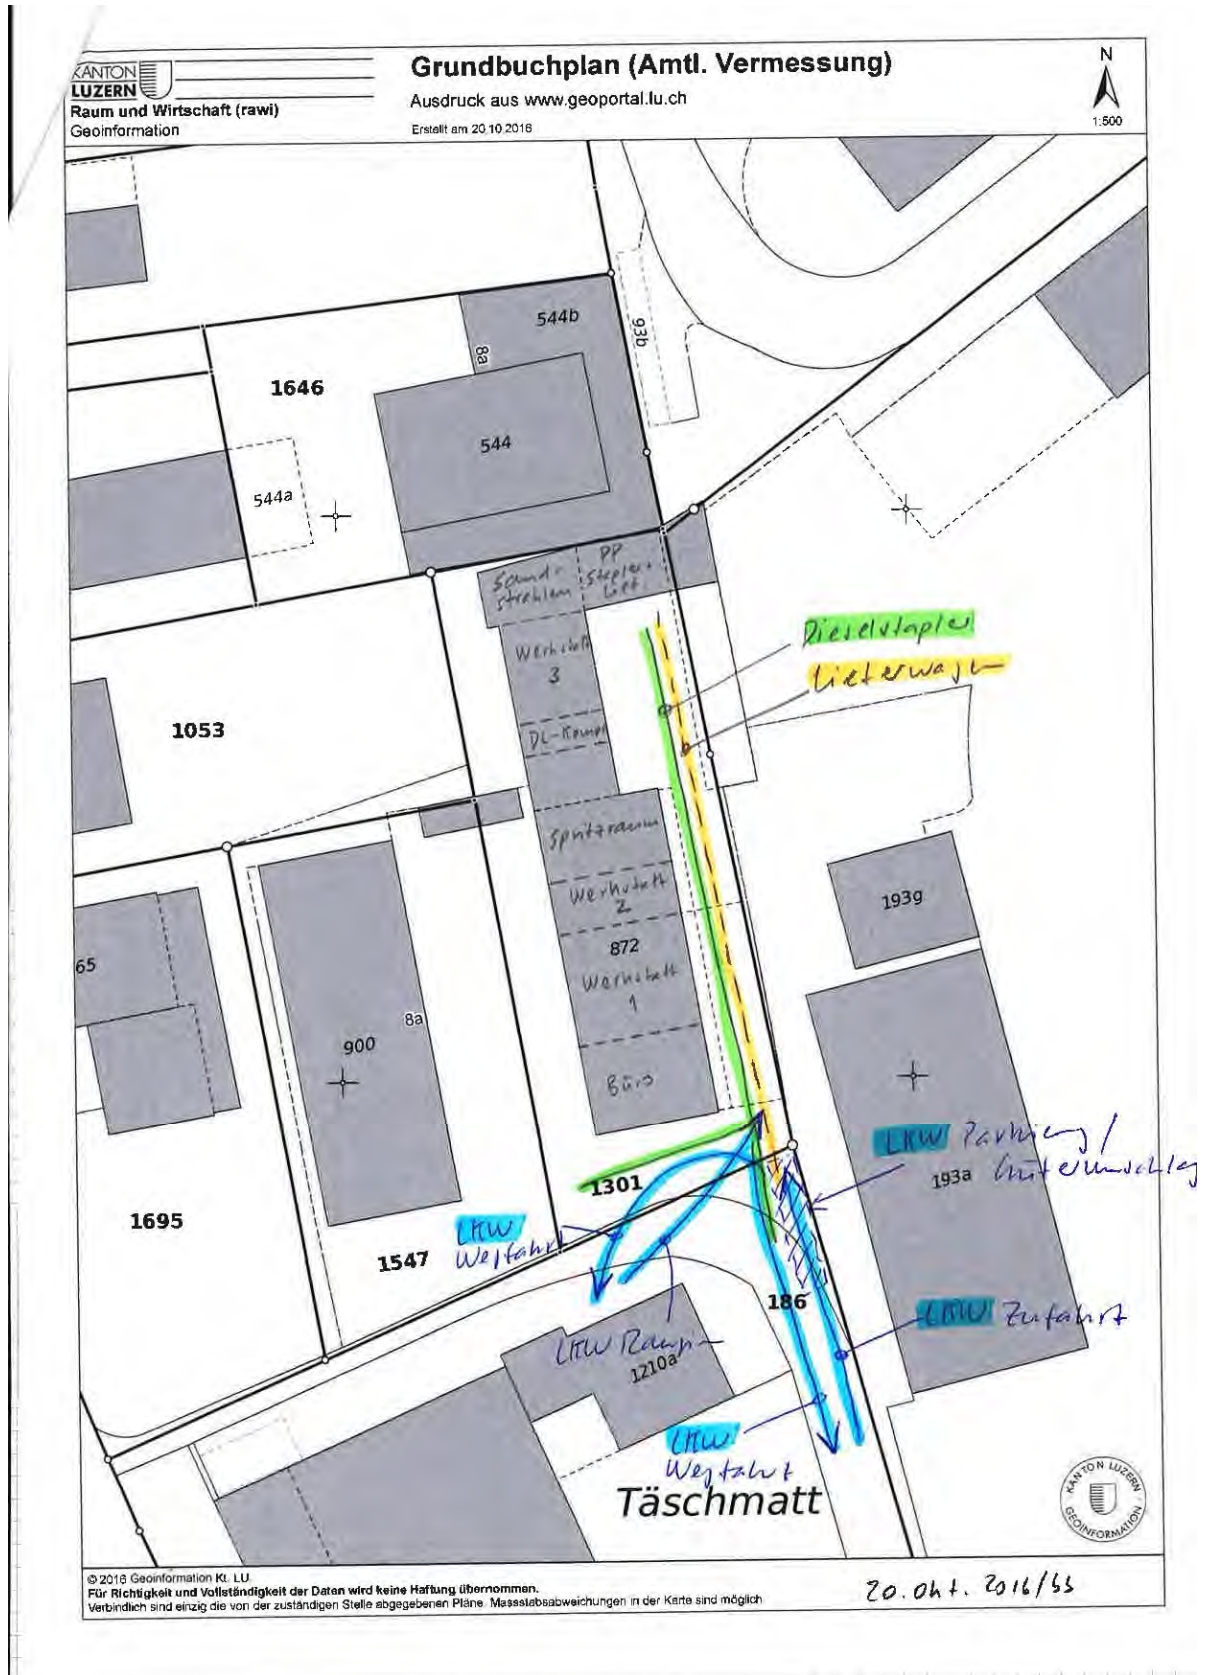 KANTON
LUZERN
Raum und Wirtschaft (rawi)
Geoinformation
Grundbuchplan (Amtl. Vermessung)
Ausdruck aus www.geoportal.lu.ch
Erstellt am 20.10.2016
N
1:500
544b
93b
8a
1646
544
544a
PP
Stapler +
Lief.
Sand-
strahlen
Dieselstapler
Werkstatt
3
Lieferwagen
1053
DL-Komp
Spritzraum
Werkstatt
2
193g
872
65
Werkstatt
1
8a
900
Büro
LKW Parkierung /
Güterumschlag
193a
1301
1695
LKW
Wegfahrt
1547
186
LKW Zufahrt
LKW Rampe
1210a
LKW
Wegfahrt
Täschmatt
KANTON LUZERN
GEOINFORMATION
© 2016 Geoinformation Kt. LU
Für Richtigkeit und Vollständigkeit der Daten wird keine Haftung übernommen.
Verbindlich sind einzig die von der zuständigen Stelle abgegebenen Pläne. Massstabsabweichungen in der Karte sind möglich
20. Okt. 2016/SS